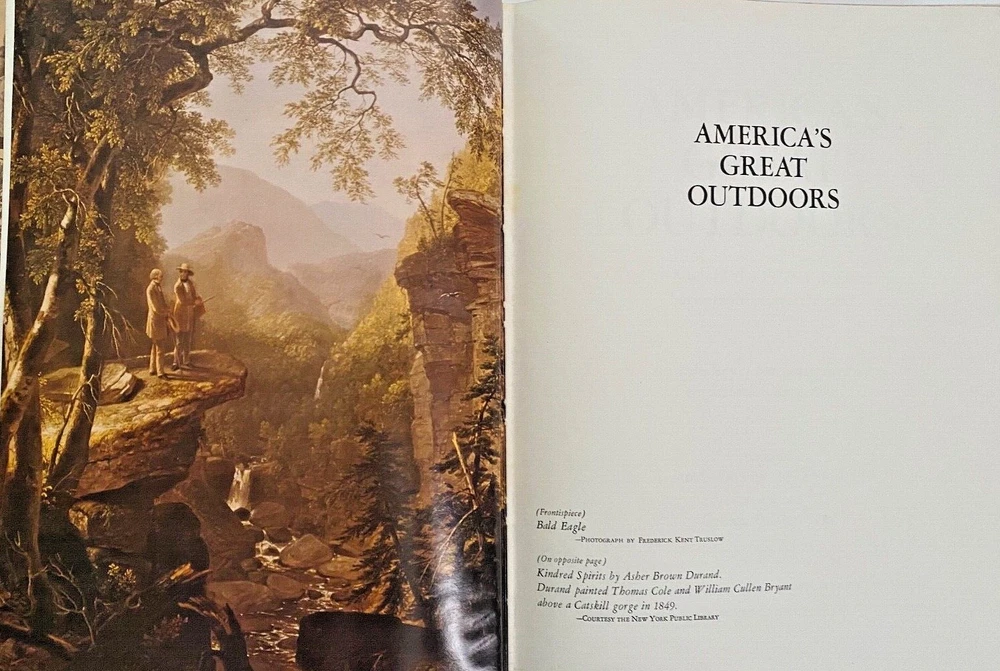 AMERICA'S
GREAT
OUTDOORS
(Frontispiece)
Bald Eagle
—PHOTOGRAPH BY FREDERICK KENT TRUSLOW
(On opposite page)
Kindred Spirits by Asher Brown Durand.
Durand painted Thomas Cole and William Cullen Bryant
above a Catskill gorge in 1849.
—COURTESY THE NEW YORK PUBLIC LIBRARY